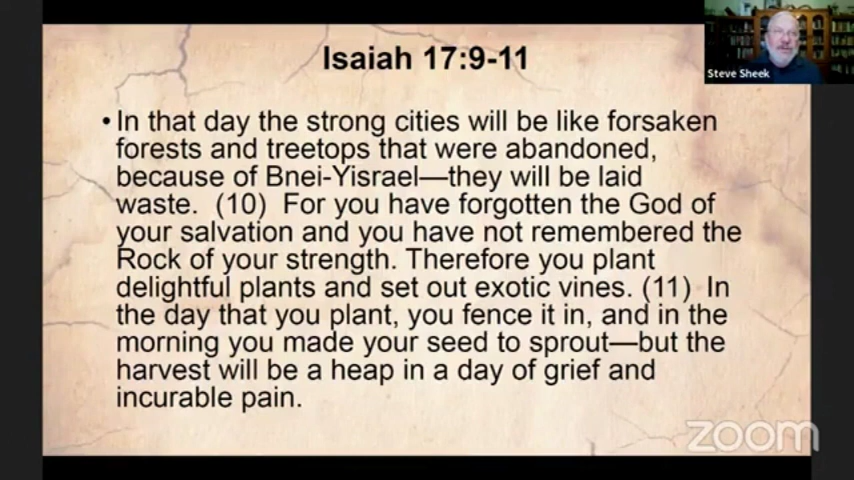 Isaiah 17:9-11
Steve Sheek
• In that day the strong cities will be like forsaken
forests and treetops that were abandoned,
because of Bnei-Yisrael—they will be laid
waste.  (10)  For you have forgotten the God of
your salvation and you have not remembered the
Rock of your strength. Therefore you plant
delightful plants and set out exotic vines. (11)  In
the day that you plant, you fence it in, and in the
morning you made your seed to sprout—but the
harvest will be a heap in a day of grief and
incurable pain.
zoom